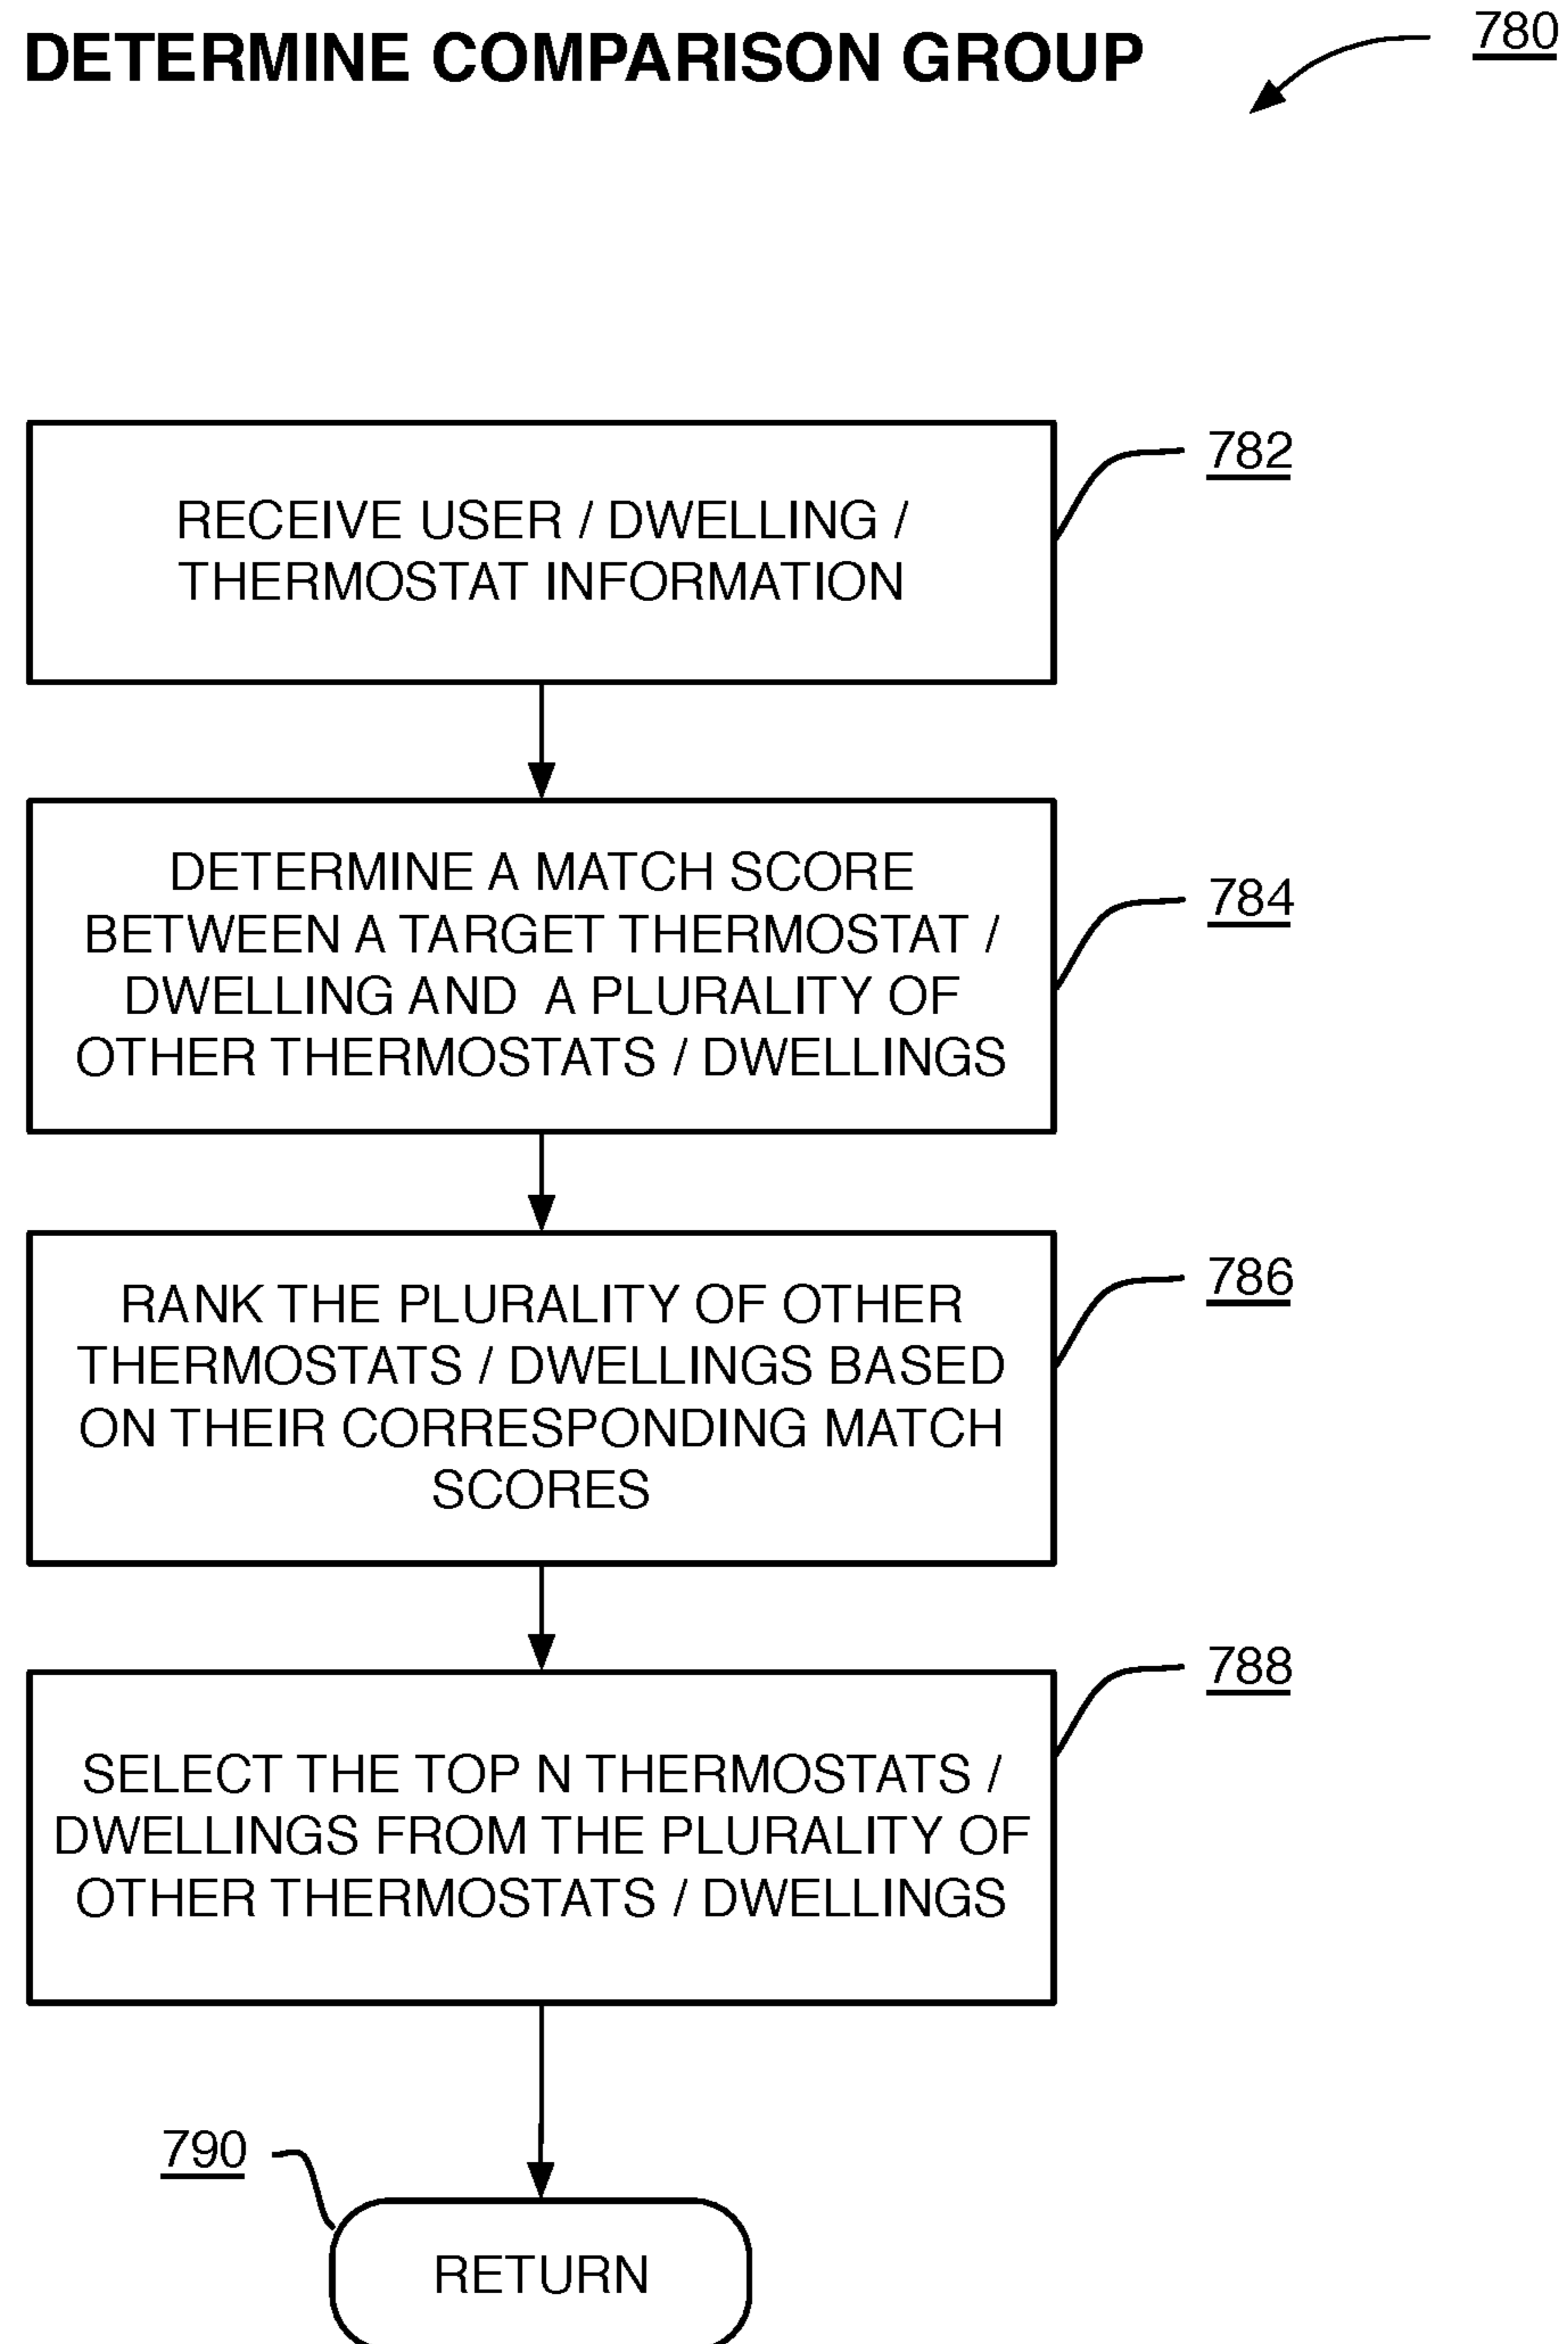 DETERMINE COMPARISON GROUP
780
RECEIVE USER / DWELLING /
THERMOSTAT INFORMATION
782
DETERMINE A MATCH SCORE
BETWEEN A TARGET THERMOSTAT /
DWELLING AND A PLURALITY OF
OTHER THERMOSTATS / DWELLINGS
784
RANK THE PLURALITY OF OTHER
THERMOSTATS / DWELLINGS BASED
ON THEIR CORRESPONDING MATCH
SCORES
786
SELECT THE TOP N THERMOSTATS /
DWELLINGS FROM THE PLURALITY OF
OTHER THERMOSTATS / DWELLINGS
788
790
RETURN